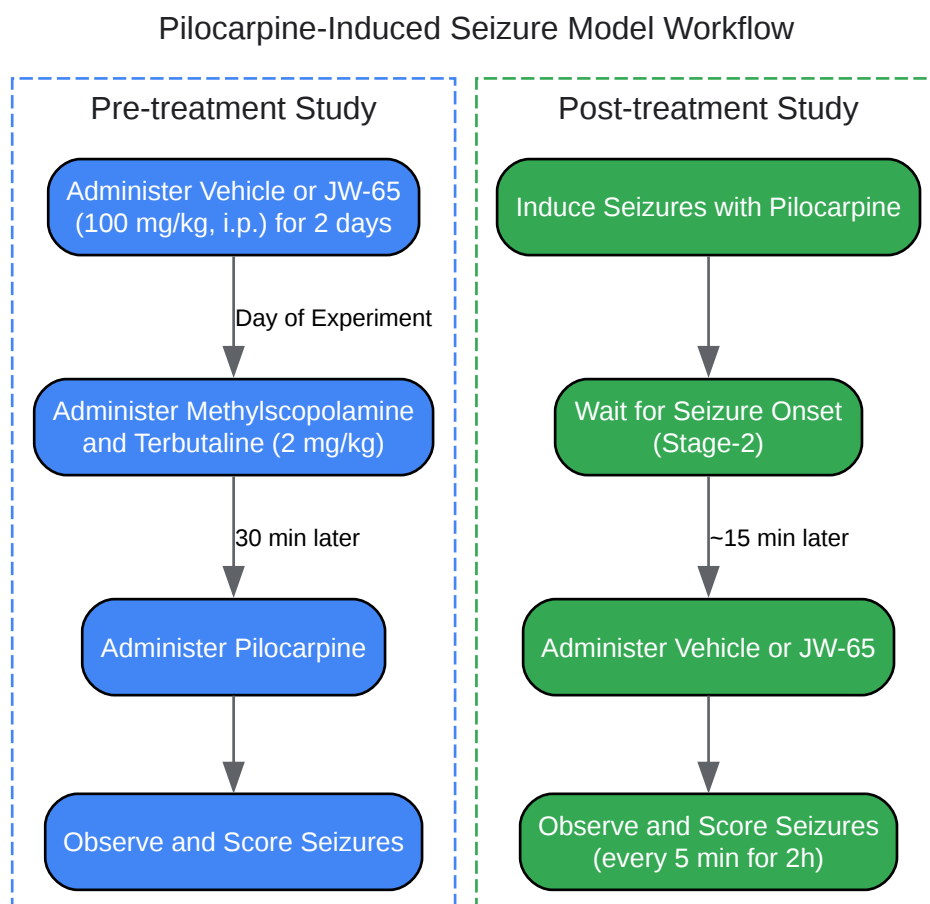 Pilocarpine-Induced Seizure Model Workflow
Pre-treatment Study
Administer Vehicle or JW-65
(100 mg/kg, i.p.) for 2 days
Day of Experiment
Administer Methylscopolamine
and Terbutaline (2 mg/kg)
30 min later
Administer Pilocarpine
Observe and Score Seizures
Post-treatment Study
Induce Seizures with Pilocarpine
Wait for Seizure Onset
(Stage-2)
~15 min later
Administer Vehicle or JW-65
Observe and Score Seizures
(every 5 min for 2h)